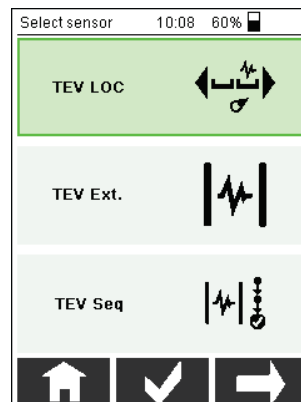 Select sensor 10:08 60%
TEV LOC
TEV Ext.
TEV Seq